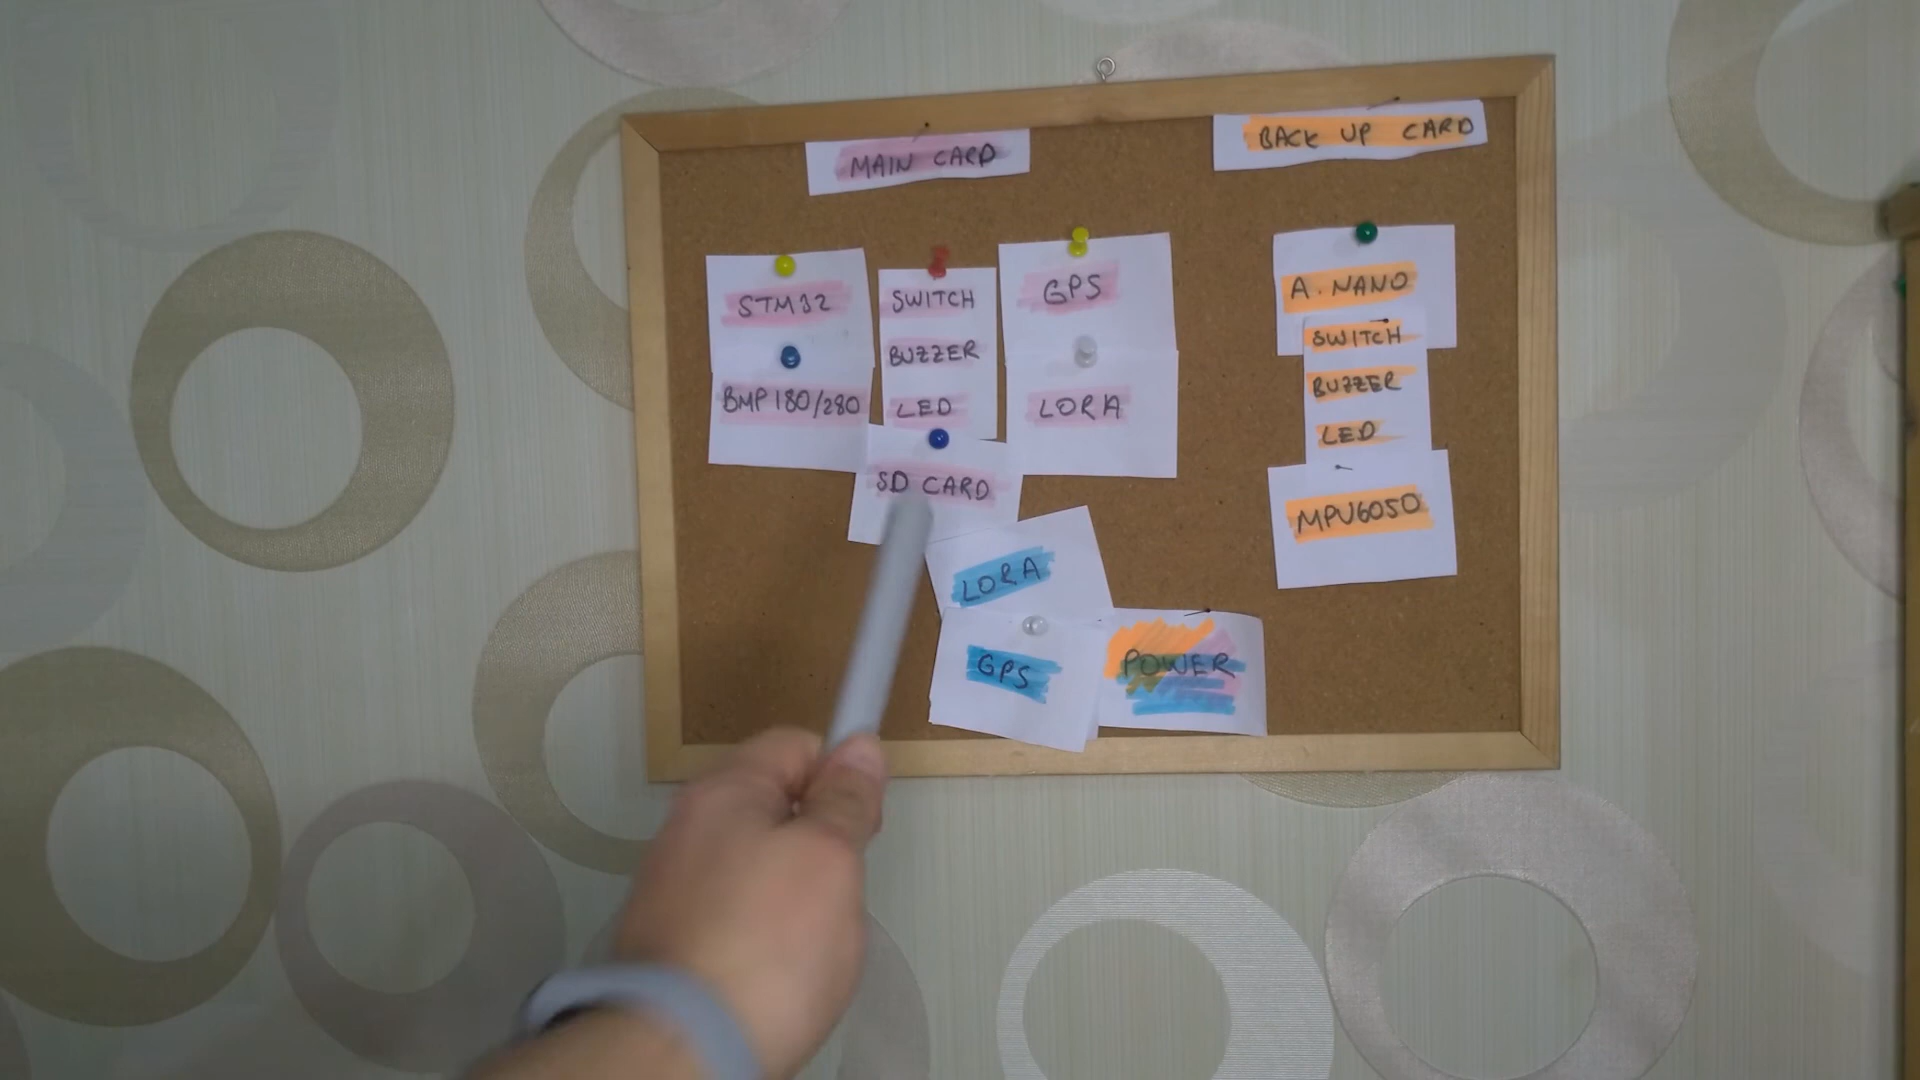 MAIN CARD
BACK UP CARD
STM32
BMP180/280
SWITCH
BUZZER
LED
SD CARD
GPS
LORA
A. NANO
SWITCH
BUZZER
LED
MPU6050
LORA
GPS
POWER